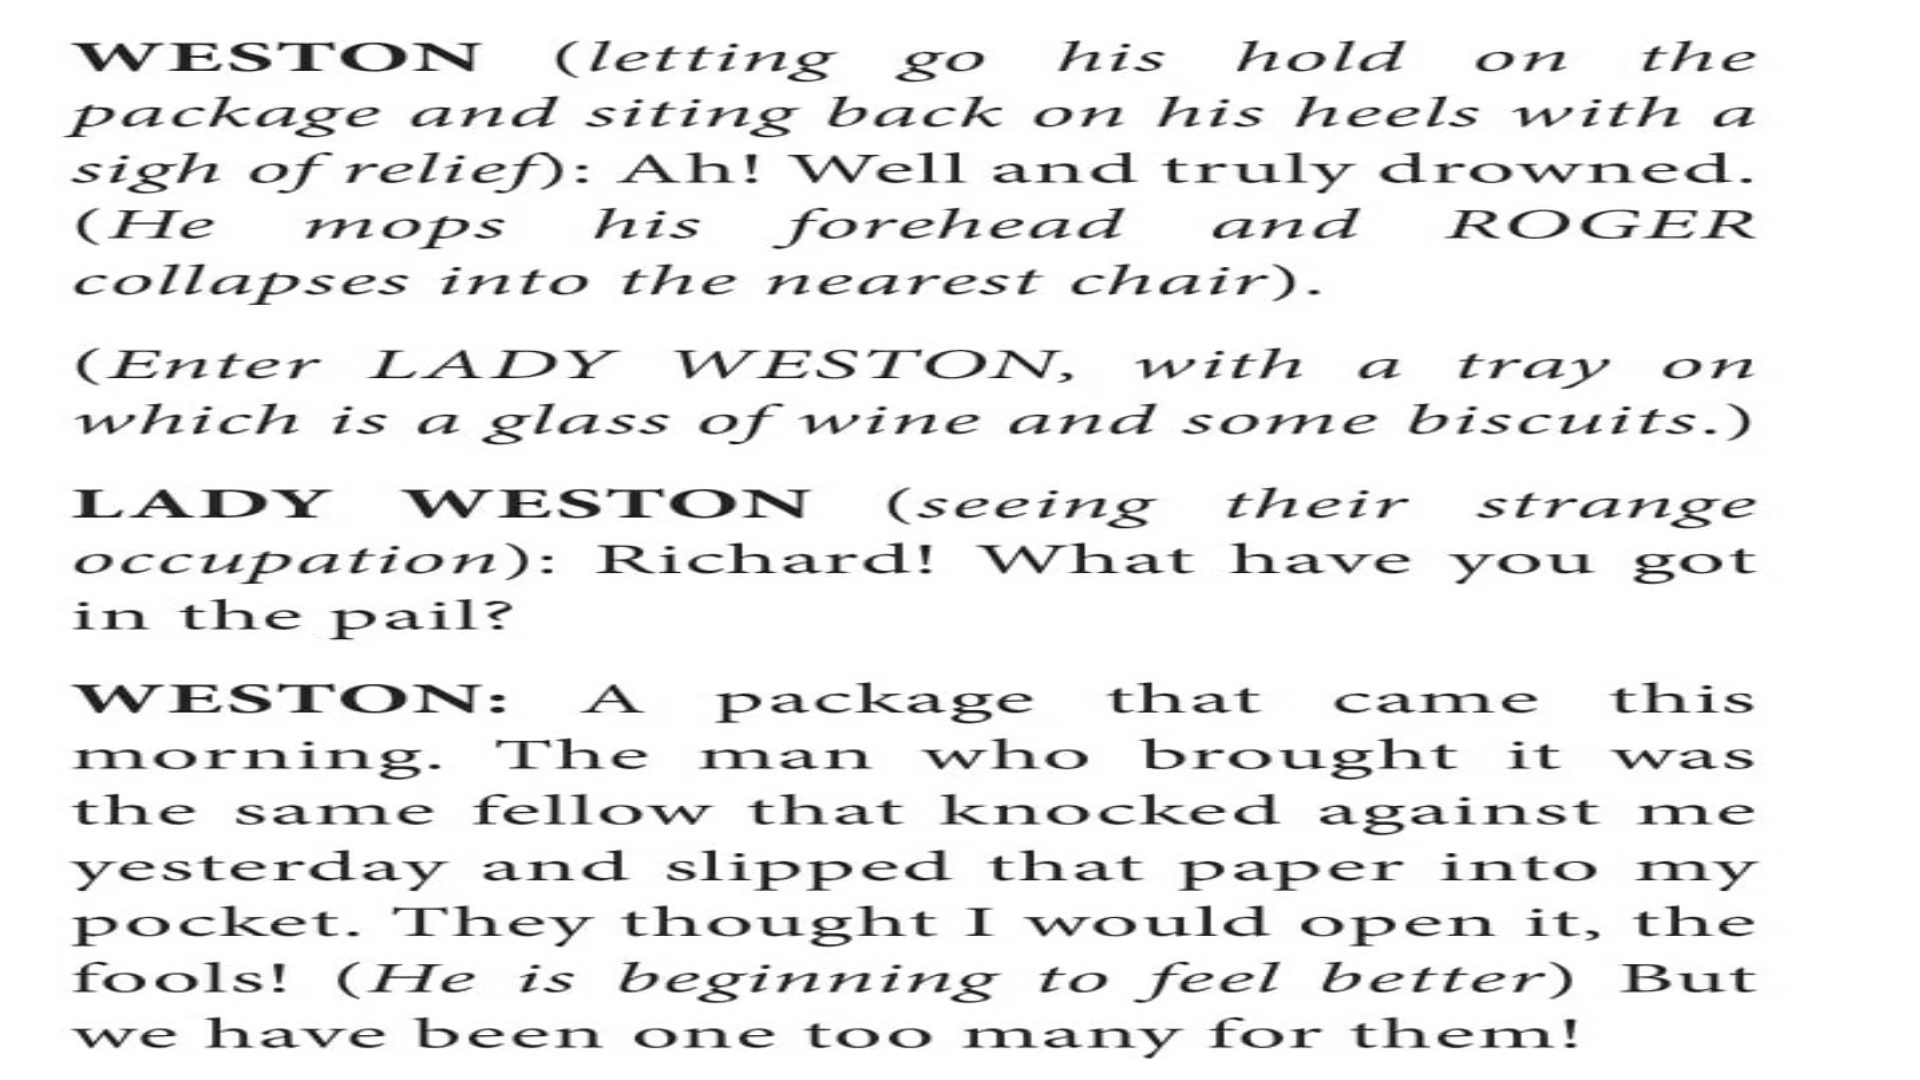 WESTON (letting go his hold on the
package and siting back on his heels with a
sigh of relief): Ah! Well and truly drowned.
(He mops his forehead and ROGER
collapses into the nearest chair).
(Enter LADY WESTON, with a tray on
which is a glass of wine and some biscuits.)
LADY WESTON (seeing their strange
occupation): Richard! What have you got
in the pail?
WESTON: A package that came this
morning. The man who brought it was
the same fellow that knocked against me
yesterday and slipped that paper into my
pocket. They thought I would open it, the
fools! (He is beginning to feel better) But
we have been one too many for them!